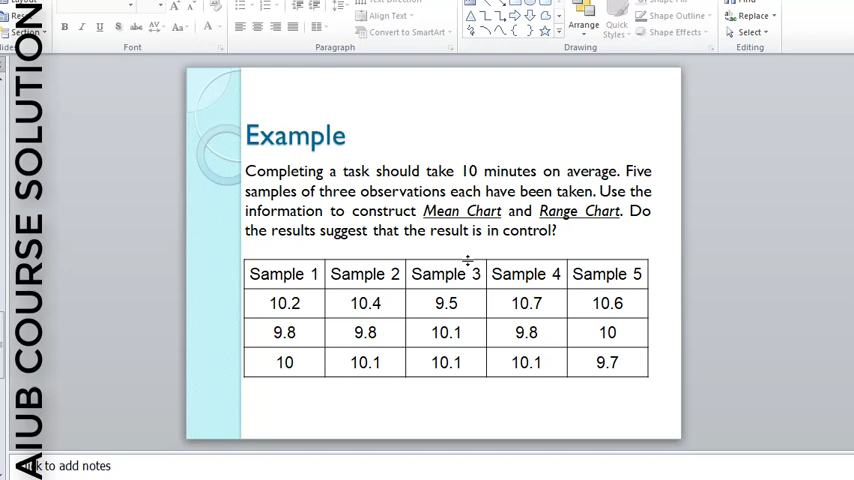 Align Text
Shape Outline
Replace
Section
B I U S abc AV Aa A
Convert to SmartArt
Arrange
Quick
Styles
Shape Effects
Select
Font
Paragraph
Drawing
Editing
AIUB COURSE SOLUTION
Example
Completing a task should take 10 minutes on average. Five
samples of three observations each have been taken. Use the
information to construct Mean Chart and Range Chart. Do
the results suggest that the result is in control?
Sample 1 Sample 2 Sample 3 Sample 4 Sample 5
10.2 10.4 9.5 10.7 10.6
9.8 9.8 10.1 9.8 10
10 10.1 10.1 10.1 9.7
to add notes